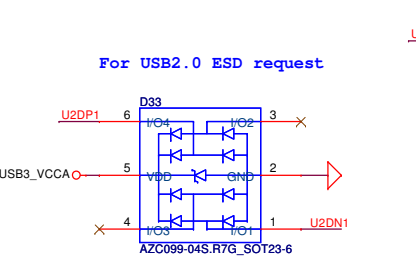 For USB2.0 ESD request
D33
U2DP1 6 I/O4 I/O2 3
USB3_VCCA 5 VDD GND 2
4 I/O3 I/O1 1 U2DN1
AZC099-04S.R7G_SOT23-6